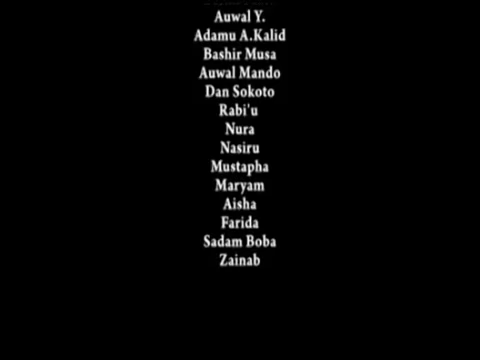 Auwal Y.
Adamu A.Kalid
Bashir Musa
Auwal Mando
Dan Sokoto
Rabi'u
Nura
Nasiru
Mustapha
Maryam
Aisha
Farida
Sadam Boba
Zainab